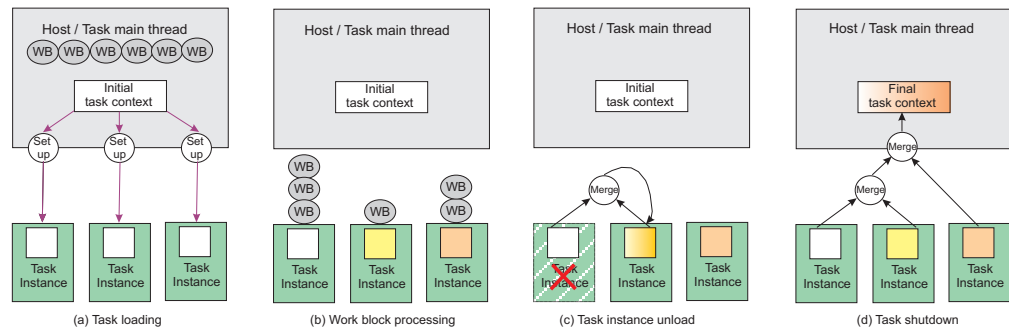 Host / Task main thread
WB WB WB WB WB WB
Initial
task context
Set
up
Set
up
Set
up
Task
Instance
Task
Instance
Task
Instance
(a) Task loading
Host / Task main thread
Initial
task context
WB
WB
WB
WB
WB
WB
Task
Instance
Task
Instance
Task
Instance
(b) Work block processing
Host / Task main thread
Initial
task context
Merge
Task
Instance
Task
Instance
Task
Instance
(c) Task instance unload
Host / Task main thread
Final
task context
Merge
Merge
Task
Instance
Task
Instance
Task
Instance
(d) Task shutdown